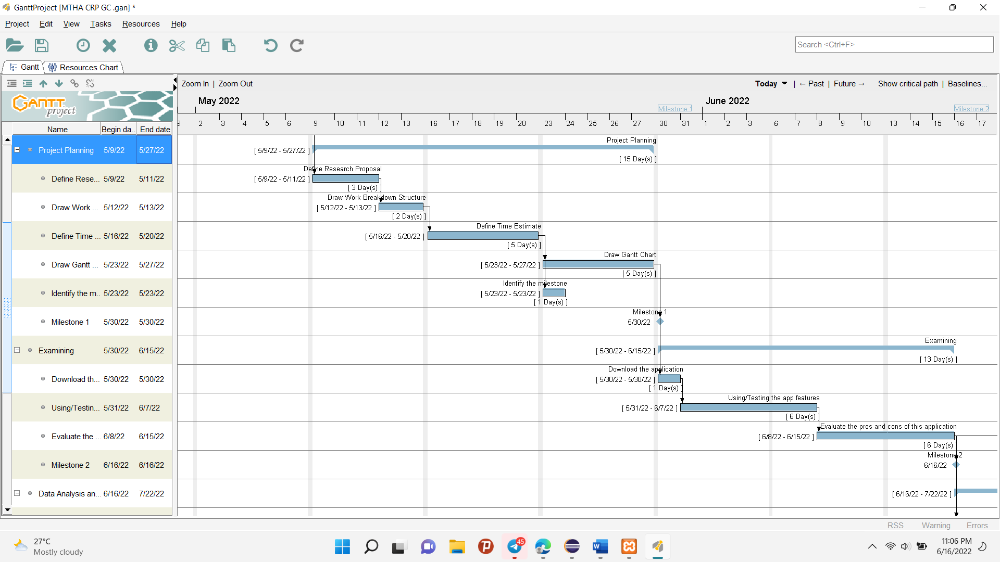 GanttProject [MTHA CRP GC .gan] *
Project Edit View Tasks Resources Help
Search <Ctrl+F>
Gantt Resources Chart
Zoom In | Zoom Out Today | ← Past | Future → Show critical path | Baselines...
GANTT project
May 2022 June 2022
Milestone 1 Milestone 2
9 2 3 4 5 6 9 10 11 12 13 16 17 18 19 20 23 24 25 26 27 30 31 1 2 3 6 7 8 9 10 13 14 15 16 17
Name Begin da... End date
Project Planning 5/9/22 5/27/22
Define Rese... 5/9/22 5/11/22
Draw Work ... 5/12/22 5/13/22
Define Time ... 5/16/22 5/20/22
Draw Gantt ... 5/23/22 5/27/22
Identify the m.. 5/23/22 5/23/22
Milestone 1 5/30/22 5/30/22
Examining 5/30/22 6/15/22
Download th... 5/30/22 5/30/22
Using/Testin... 5/31/22 6/7/22
Evaluate the ... 6/8/22 6/15/22
Milestone 2 6/16/22 6/16/22
Data Analysis an... 6/16/22 7/22/22
Project Planning
[ 5/9/22 - 5/27/22 ]
[ 15 Day(s) ]
Define Research Proposal
[ 5/9/22 - 5/11/22 ]
[ 3 Day(s)
Draw Work Breakdown Structure
[ 5/12/22 - 5/13/22 ]
[ 2 Day(s) ]
Define Time Estimate
[ 5/16/22 - 5/20/22 ]
[ 5 Day(s) ]
Draw Gantt Chart
[ 5/23/22 - 5/27/22 ]
[ 5 Day(s) ]
Identify the milestone
[ 5/23/22 - 5/23/22 ]
[ 1 Day(s) ]
Milestone 1
5/30/22
Examining
[ 5/30/22 - 6/15/22 ]
[ 13 Day(s) ]
Download the application
[ 5/30/22 - 5/30/22 ]
[ 1 Day(s) ]
Using/Testing the app features
[ 5/31/22 - 6/7/22 ]
[ 6 Day(s)
Evaluate the pros and cons of this application
[ 6/8/22 - 6/15/22 ]
[ 6 Day(s)
Milestone 2
6/16/22
[ 6/16/22 - 7/22/22 ]
RSS Warning Errors
27°C
Mostly cloudy
45
11:06 PM
6/16/2022